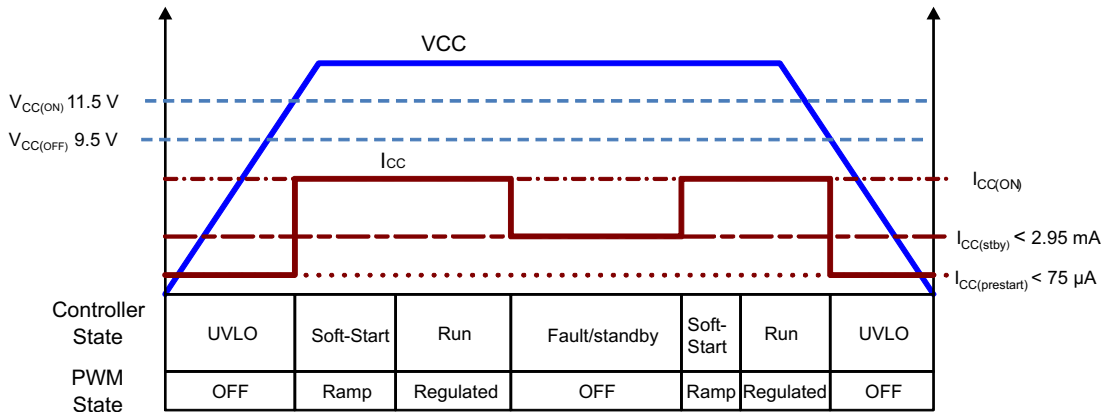 VCC
VCC(ON) 11.5 V
VCC(OFF) 9.5 V
ICC
ICC(ON)
ICC(stby) < 2.95 mA
ICC(prestart) < 75 µA
Controller
State
UVLO
Soft-Start
Run
Fault/standby
Soft-
Start
Run
UVLO
PWM
State
OFF
Ramp
Regulated
OFF
Ramp
Regulated
OFF